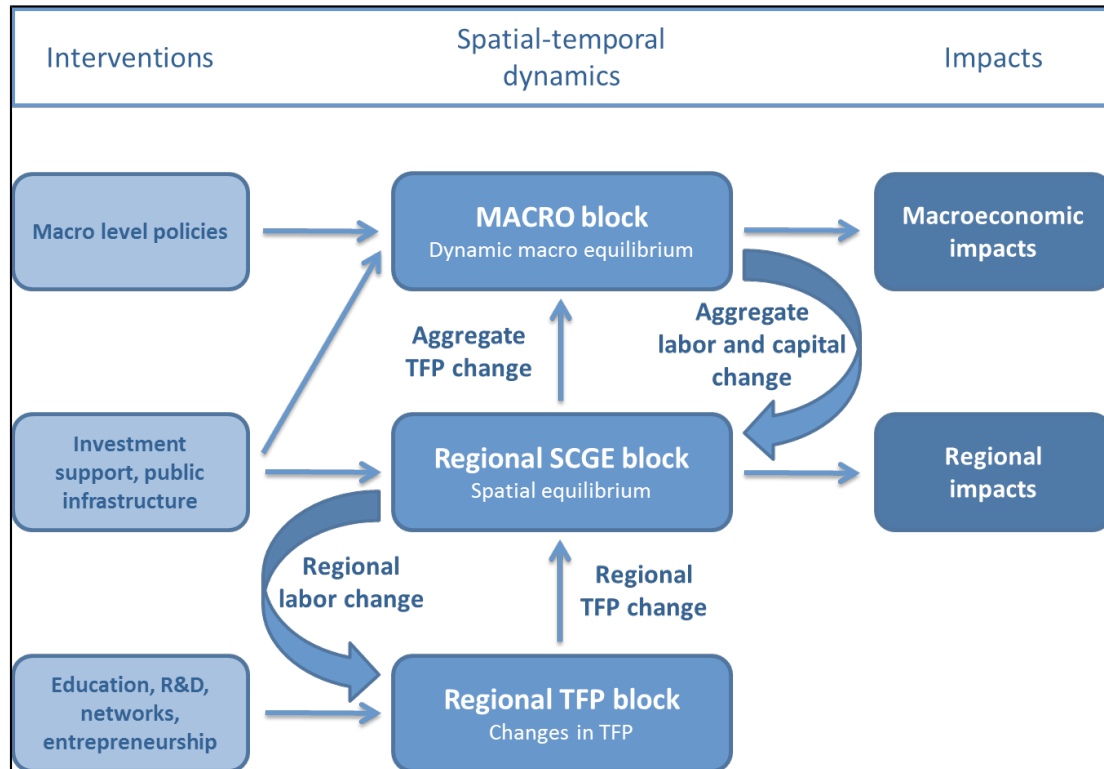 Interventions
Spatial-temporal
dynamics
Impacts
Macro level policies
MACRO block
Dynamic macro equilibrium
Macroeconomic
impacts
Aggregate
TFP change
Aggregate
labor and capital
change
Investment
support, public
infrastructure
Regional SCGE block
Spatial equilibrium
Regional
impacts
Regional
labor change
Regional
TFP change
Education, R&D,
networks,
entrepreneurship
Regional TFP block
Changes in TFP